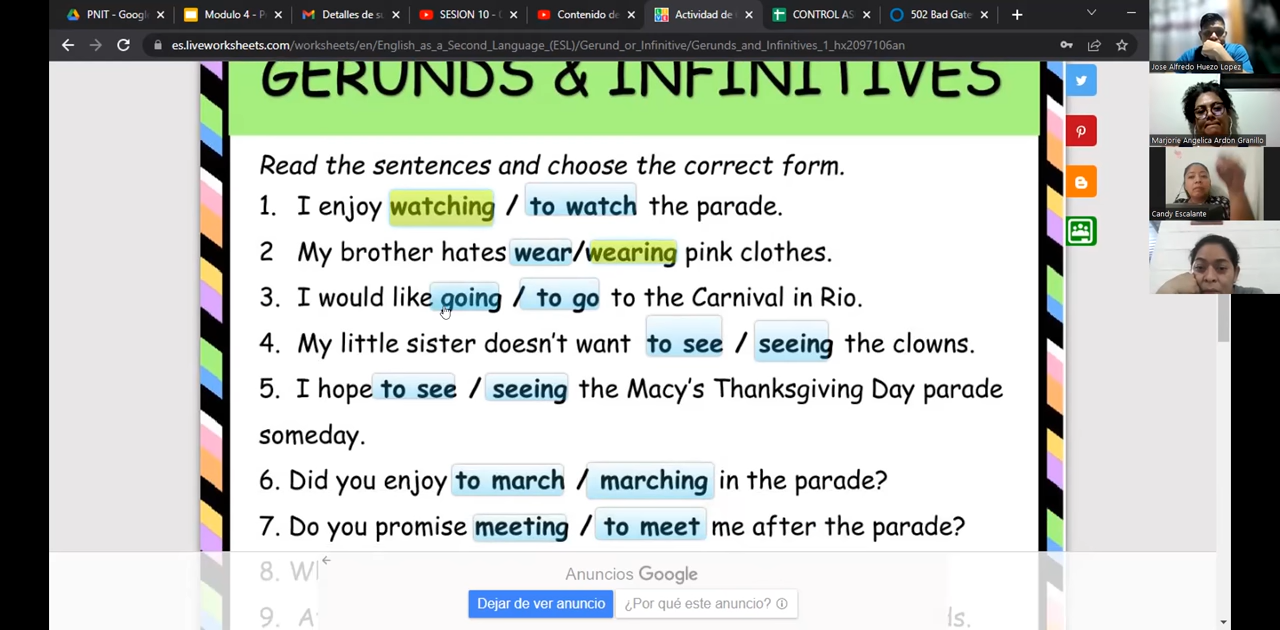 PNIT - Googl
Modulo 4 - P
Detalles de su
SESION 10 -
Contenido de
Actividad de
CONTROL AS
502 Bad Gate
es.liveworksheets.com/worksheets/en/English_as_a_Second_Language_(ESL)/Gerund_or_Infinitive/Gerunds_and_Infinitives_1_hx2097106an
GERUNDS & INFINITIVES
Read the sentences and choose the correct form.
1. I enjoy watching / to watch the parade.
2 My brother hates wear/wearing pink clothes.
3. I would like going / to go to the Carnival in Rio.
4. My little sister doesn't want to see / seeing the clowns.
5. I hope to see / seeing the Macy's Thanksgiving Day parade
someday.
6. Did you enjoy to march / marching in the parade?
7. Do you promise meeting / to meet me after the parade?
8. W
9. A
ds.
Anuncios Google
Dejar de ver anuncio
¿Por qué este anuncio?
Jose Alfredo Huezo Lopez
Marjorie Angelica Ardon Granillo
Candy Escalante